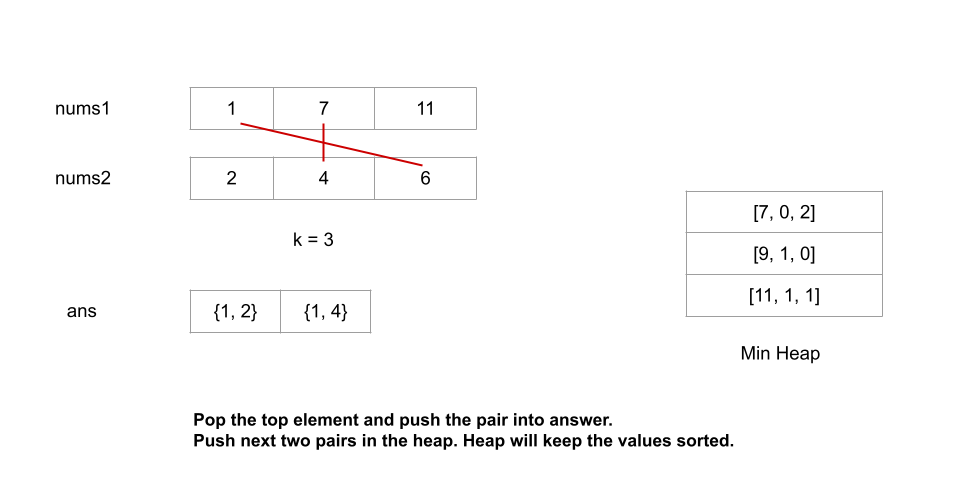 nums1 1 7 11
nums2 2 4 6
k = 3
ans {1, 2} {1, 4}
[7, 0, 2]
[9, 1, 0]
[11, 1, 1]
Min Heap
Pop the top element and push the pair into answer.
Push next two pairs in the heap. Heap will keep the values sorted.